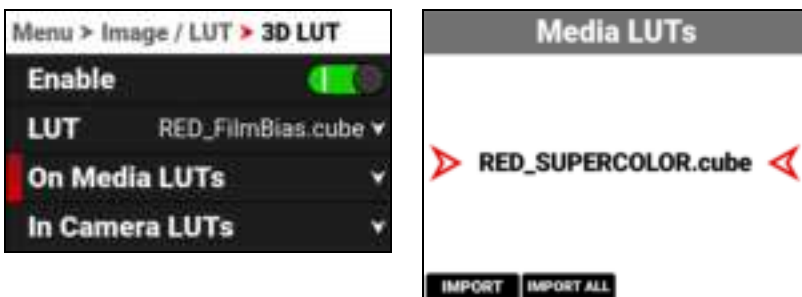 Menu > Image / LUT > 3D LUT
Enable
LUT RED_FilmBias.cube
On Media LUTs
In Camera LUTs
Media LUTs
RED_SUPERCOLOR.cube
IMPORT IMPORT ALL